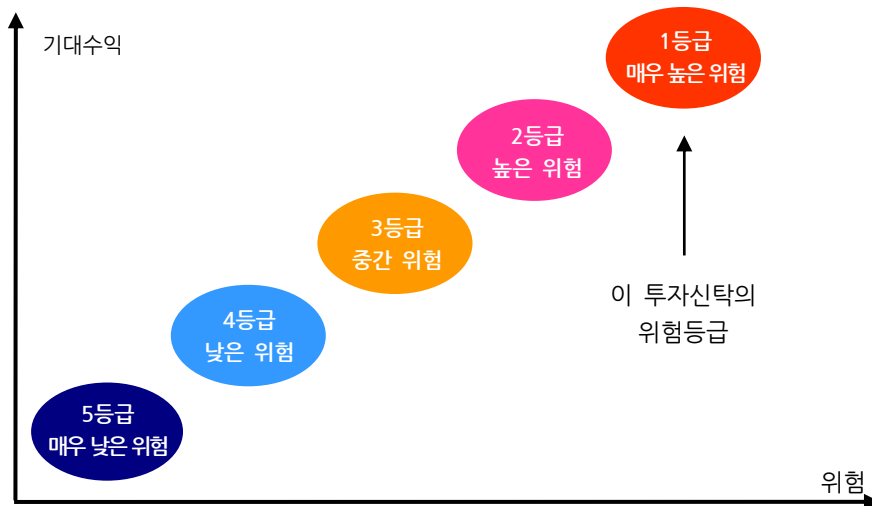 기대수익
1등급
매우 높은 위험
2등급
높은 위험
3등급
중간 위험
이 투자신탁의
위험등급
4등급
낮은 위험
5등급
매우 낮은 위험
위험